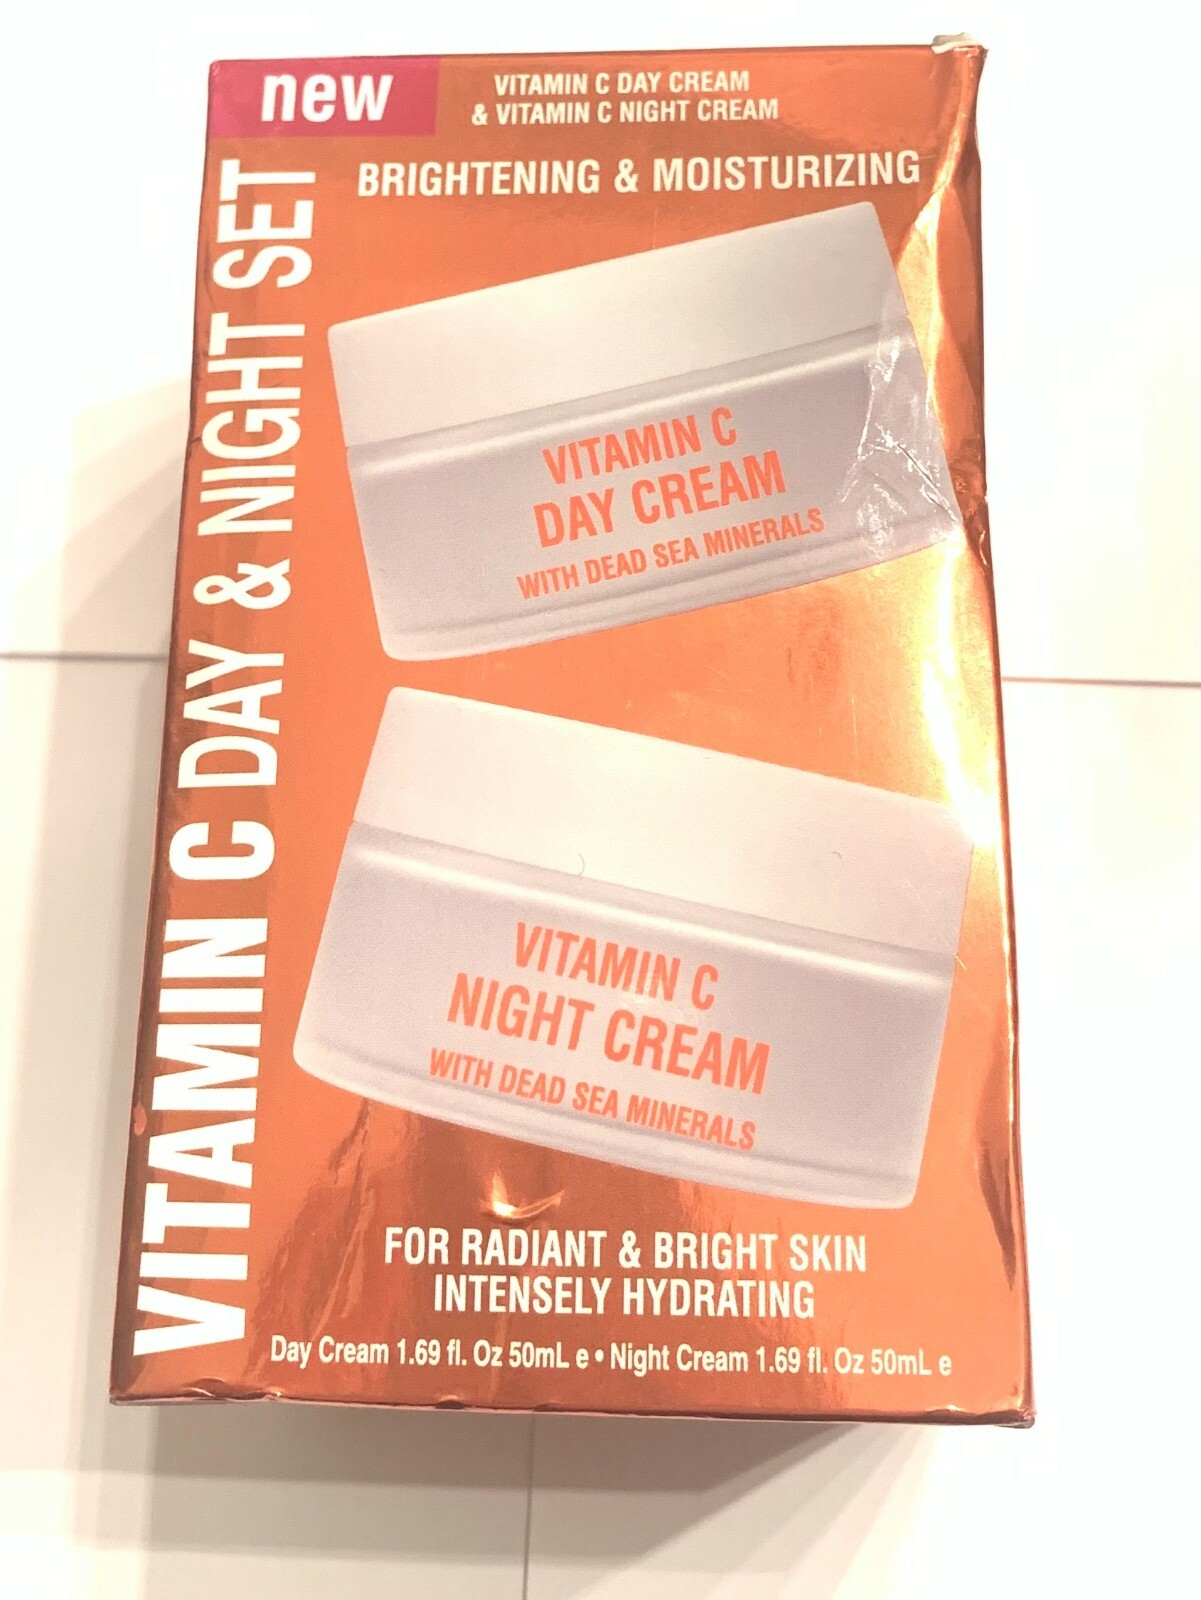 new
VITAMIN C DAY CREAM
& VITAMIN C NIGHT CREAM
BRIGHTENING & MOISTURIZING
VITAMIN C DAY & NIGHT SET
VITAMIN C
DAY CREAM
WITH DEAD SEA MINERALS
VITAMIN C
NIGHT CREAM
WITH DEAD SEA MINERALS
FOR RADIANT & BRIGHT SKIN
INTENSELY HYDRATING
Day Cream 1.69 fl. Oz 50mL e • Night Cream 1.69 fl. Oz 50mL e